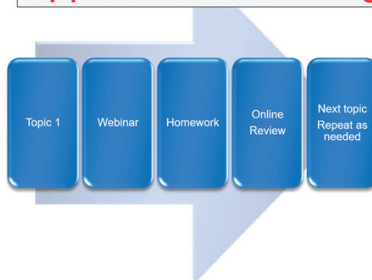 Topic 1
Webinar
Homework
Online
Review
Next topic
Repeat as
needed